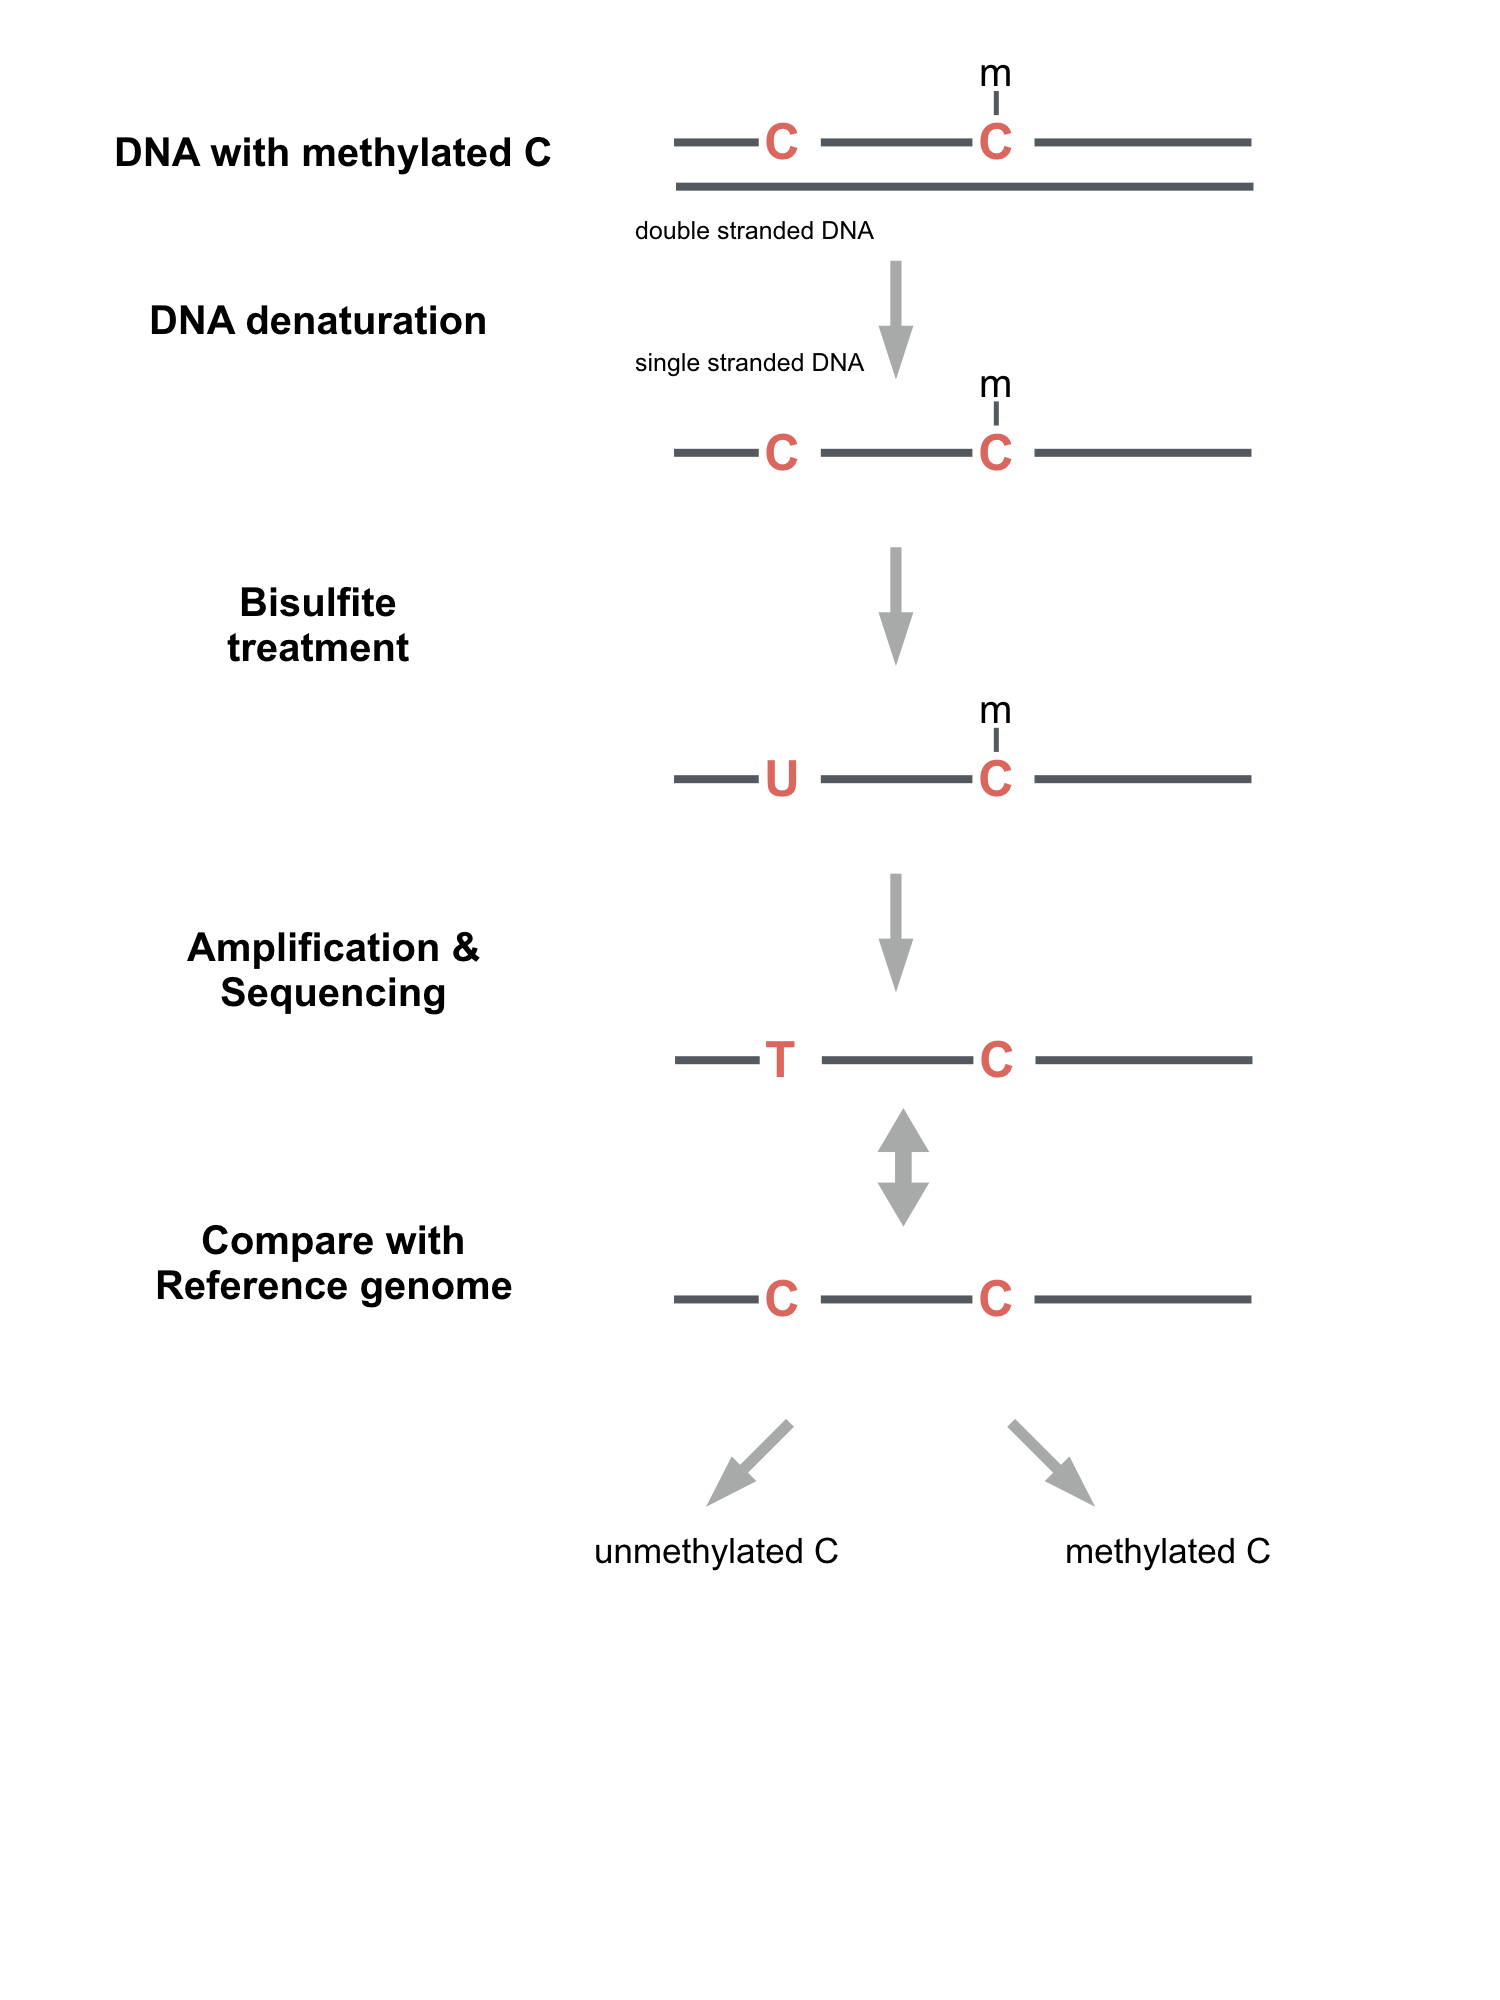 m
DNA with methylated C
C C
double stranded DNA
DNA denaturation
single stranded DNA
m
C C
Bisulfite
treatment
m
U C
Amplification &
Sequencing
T C
Compare with
Reference genome
C C
unmethylated C
methylated C